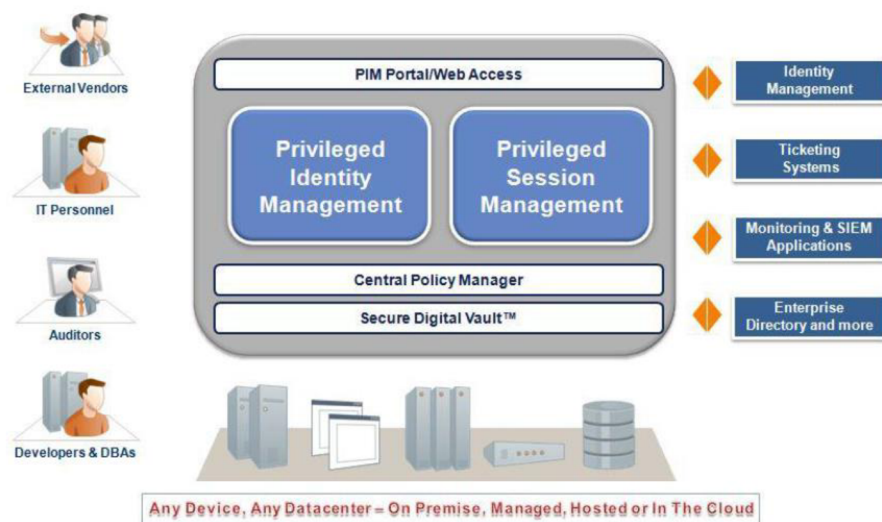 External Vendors
IT Personnel
Auditors
Developers & DBAs
PIM Portal/Web Access
Privileged
Identity
Management
Privileged
Session
Management
Central Policy Manager
Secure Digital Vault™
Identity
Management
Ticketing
Systems
Monitoring & SIEM
Applications
Enterprise
Directory and more
Any Device, Any Datacenter – On Premise, Managed, Hosted or In The Cloud